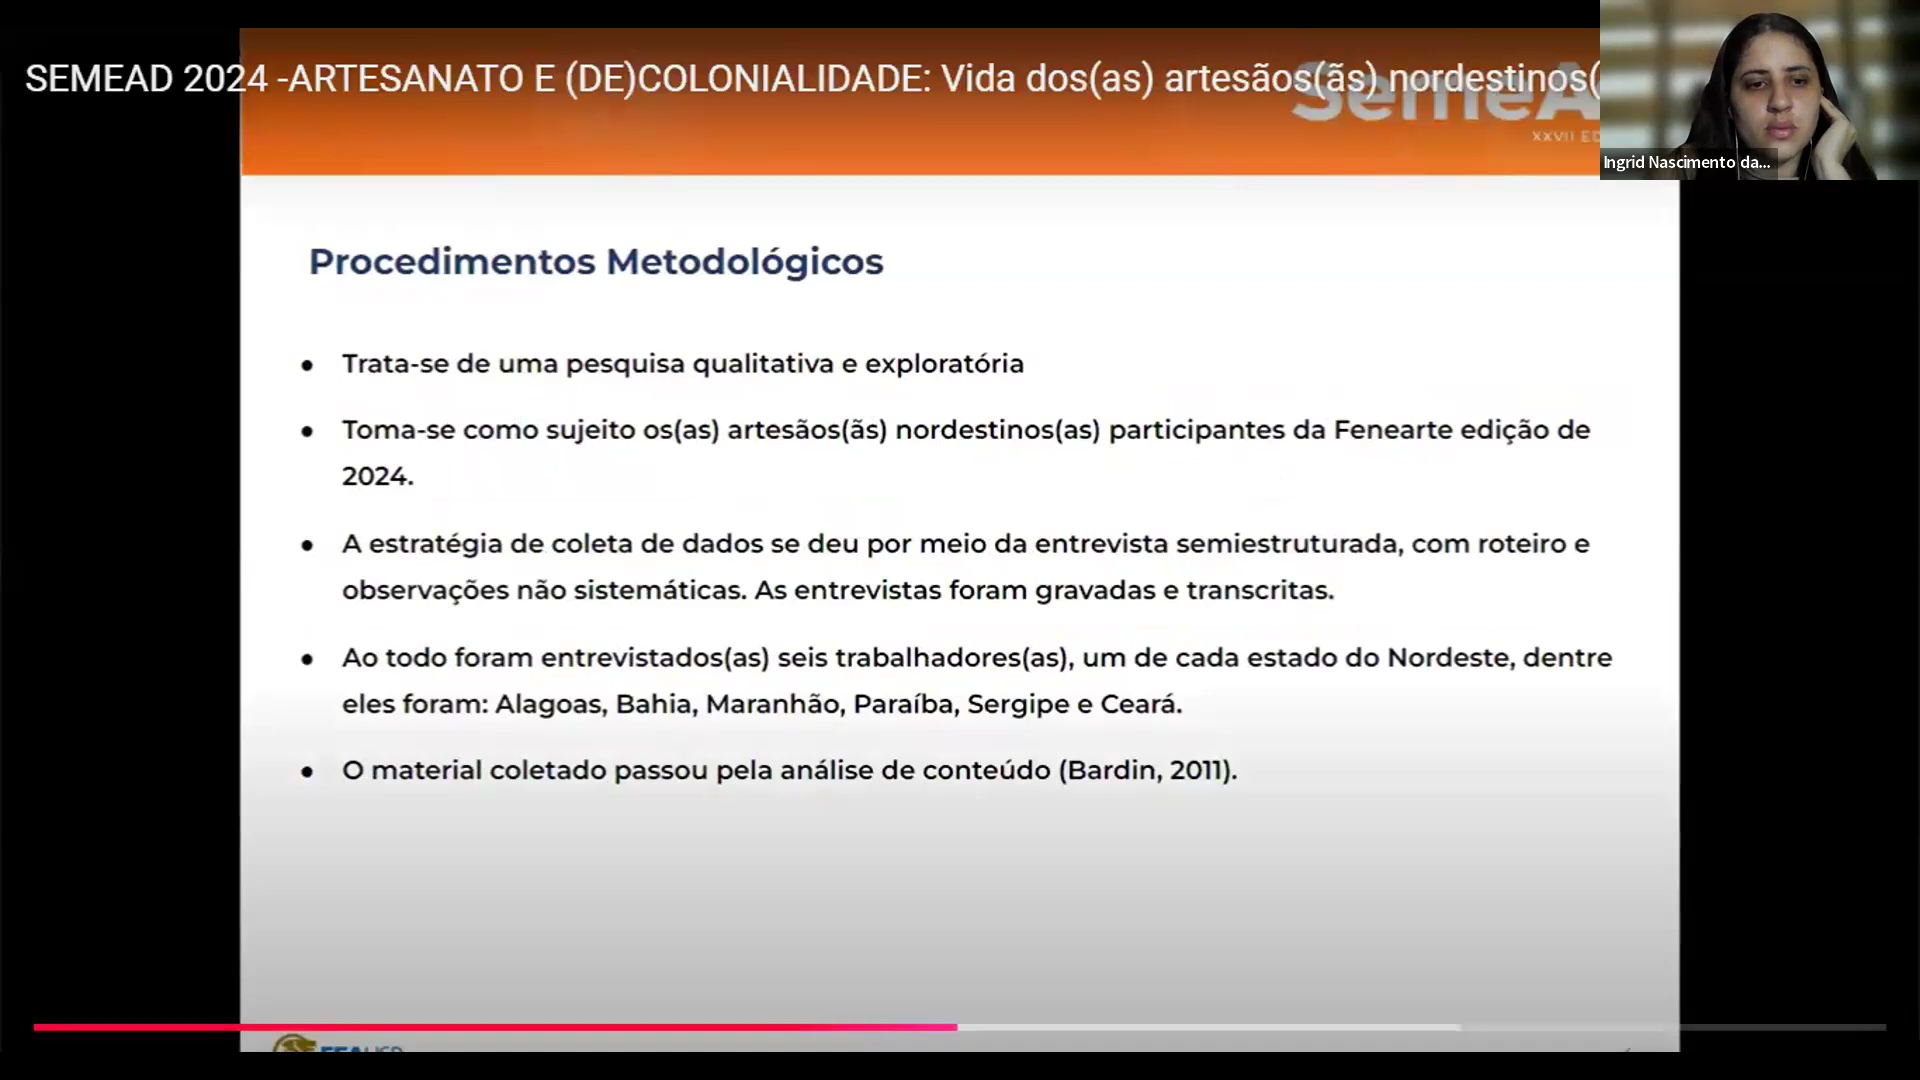 SEMEAD 2024 -ARTESANATO E (DE)COLONIALIDADE: Vida dos(as) artesãos(ãs) nordestinos(
SemeA
XXVII ED
Ingrid Nascimento da...
Procedimentos Metodológicos
● Trata-se de uma pesquisa qualitativa e exploratória
● Toma-se como sujeito os(as) artesãos(ãs) nordestinos(as) participantes da Fenearte edição de
2024.
● A estratégia de coleta de dados se deu por meio da entrevista semiestruturada, com roteiro e
observações não sistemáticas. As entrevistas foram gravadas e transcritas.
● Ao todo foram entrevistados(as) seis trabalhadores(as), um de cada estado do Nordeste, dentre
eles foram: Alagoas, Bahia, Maranhão, Paraíba, Sergipe e Ceará.
● O material coletado passou pela análise de conteúdo (Bardin, 2011).